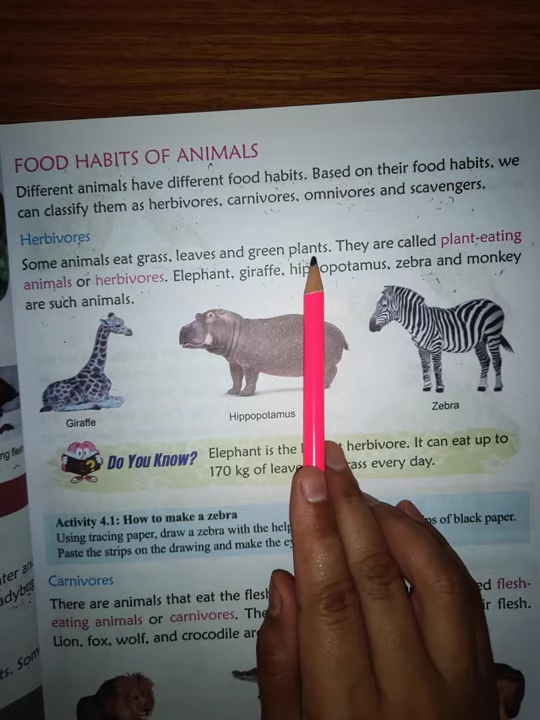 FOOD HABITS OF ANIMALS
Different animals have different food habits. Based on their food habits, we
can classify them as herbivores, carnivores, omnivores and scavengers.
Herbivores
Some animals eat grass, leaves and green plants. They are called plant-eating
animals or herbivores. Elephant, giraffe, hippopotamus, zebra and monkey
are such animals.
Giraffe
Hippopotamus
Zebra
Do You Know?
Elephant is the herbivore. It can eat up to
170 kg of every day.
Activity 4.1: How to make a zebra
Using tracing paper, draw a zebra with the of black paper.
Paste the strips on the drawing and make the
Carnivores
There are animals that eat the flesh-
eating animals or carnivores. flesh.
Lion, fox, wolf, and crocodile